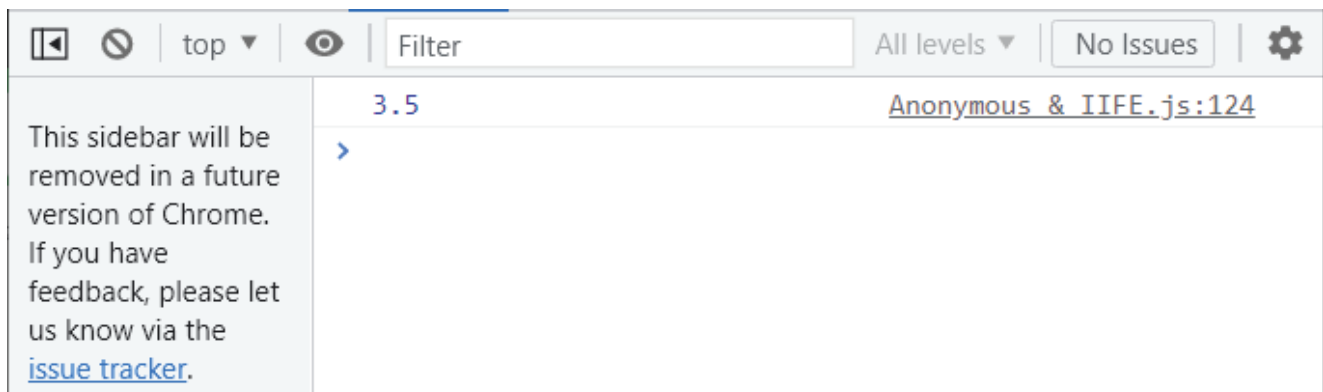 top ▼ Filter All levels ▼ No Issues
3.5 Anonymous & IIFE.js:124
This sidebar will be
removed in a future
version of Chrome.
If you have
feedback, please let
us know via the
issue tracker.